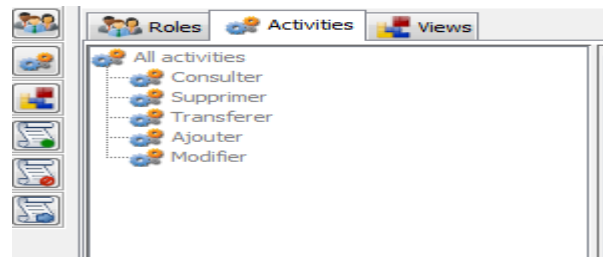 Roles Activities Views
All activities
Consulter
Supprimer
Transferer
Ajouter
Modifier